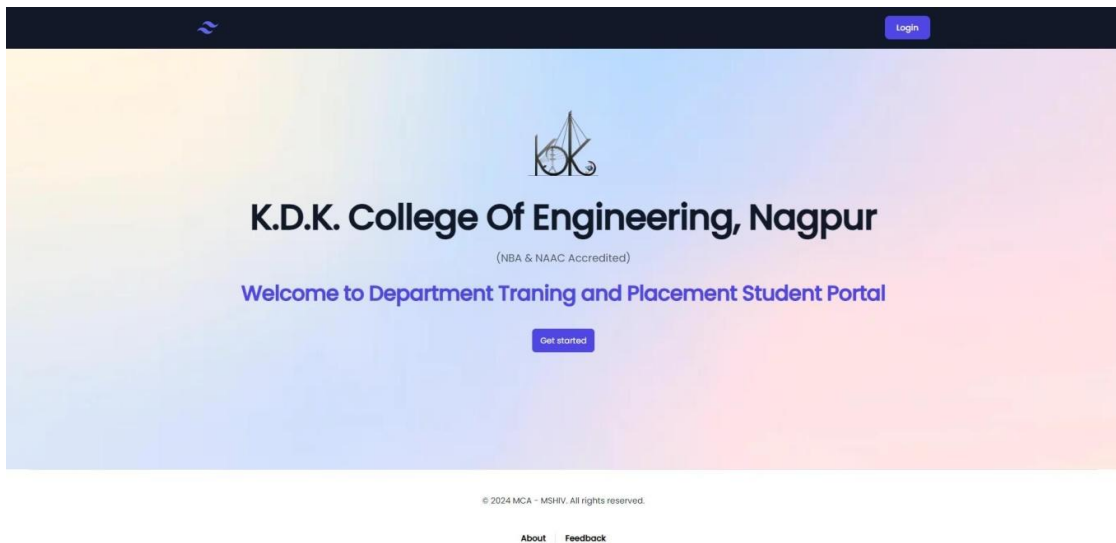 Login
KDK
K.D.K. College Of Engineering, Nagpur
(NBA & NAAC Accredited)
Welcome to Department Traning and Placement Student Portal
Get started
© 2024 MCA - MSHIV. All rights reserved.
About Feedback